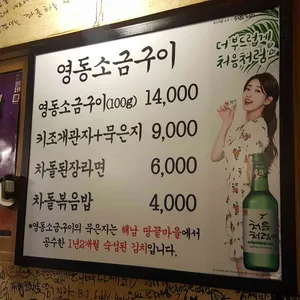 영동소금구이
영동소금구이(100g) 14,000
키조개관자+묵은지 9,000
차돌된장라면 6,000
차돌볶음밥 4,000
*영동소금구이의 묵은지는 해남 땅끝마을에서
공수한 1년2개월 숙성된 김치입니다.
더 부드럽게
처음처럼
처음
처럼